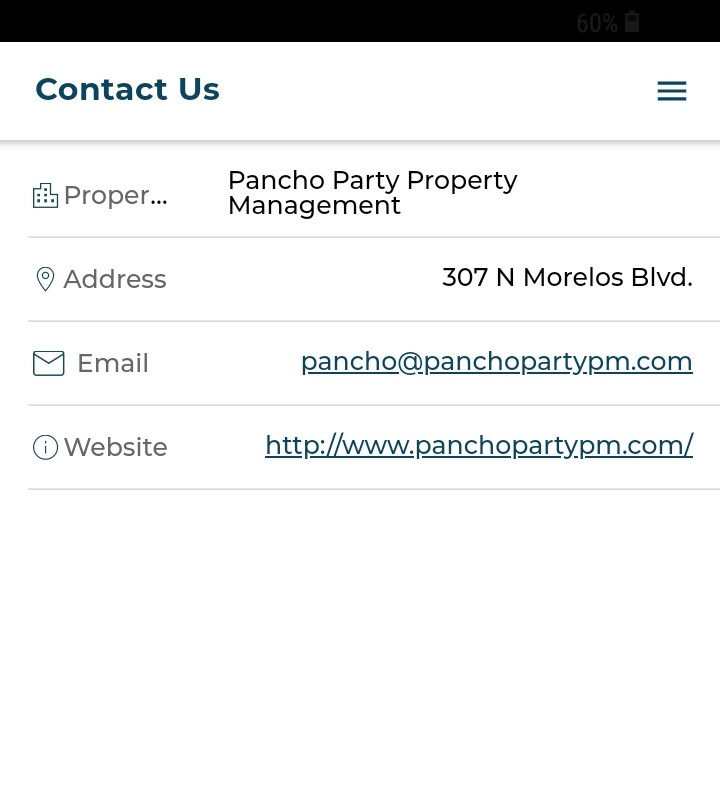 60%
Contact Us
Proper...
Pancho Party Property
Management
Address
307 N Morelos Blvd.
Email
pancho@panchopartypm.com
Website
http://www.panchopartypm.com/